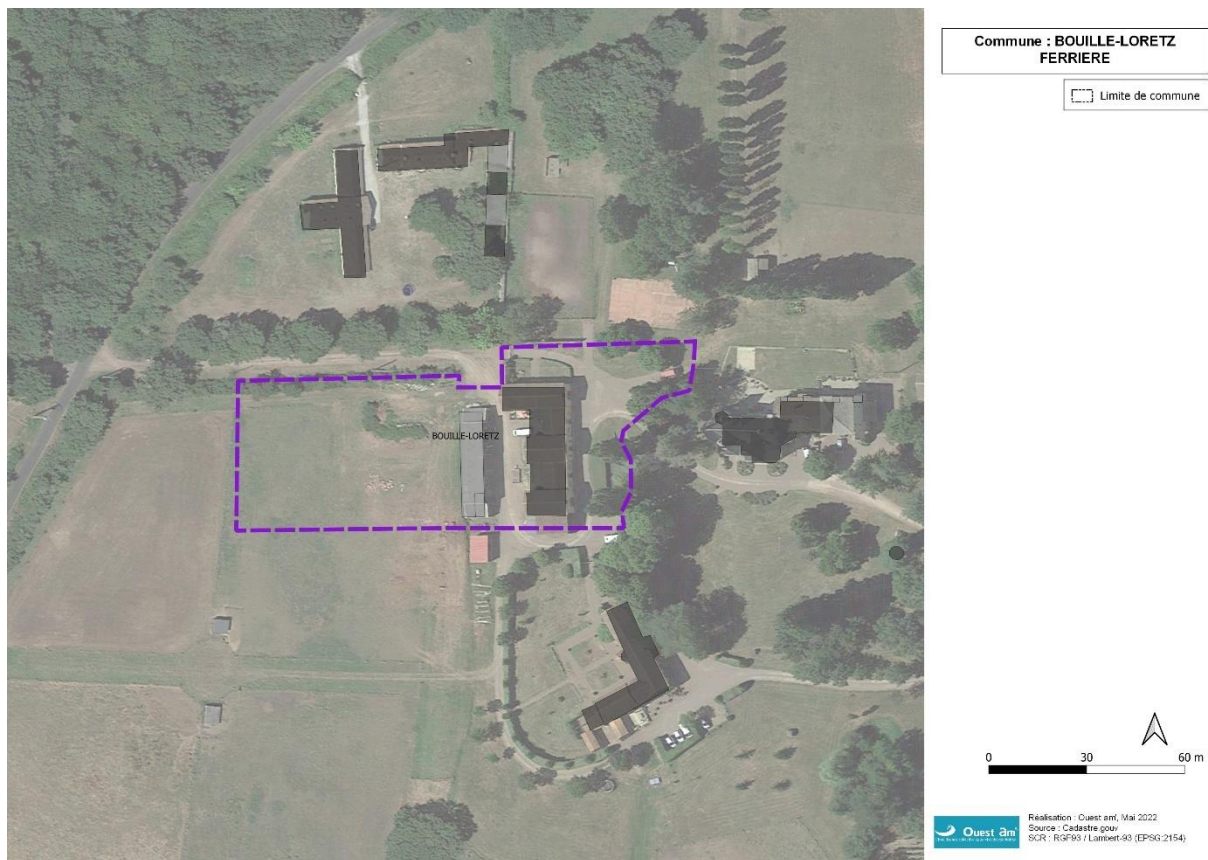 Commune : BOUILLE-LORETZ
FERRIERE
Limite de commune
BOUILLE-LORETZ
0 30 60 m
Ouest am'
Réalisation : Ouest am', Mai 2022
Source : Cadastre.gouv
SCR : RGF93 / Lambert-93 (EPSG:2154)